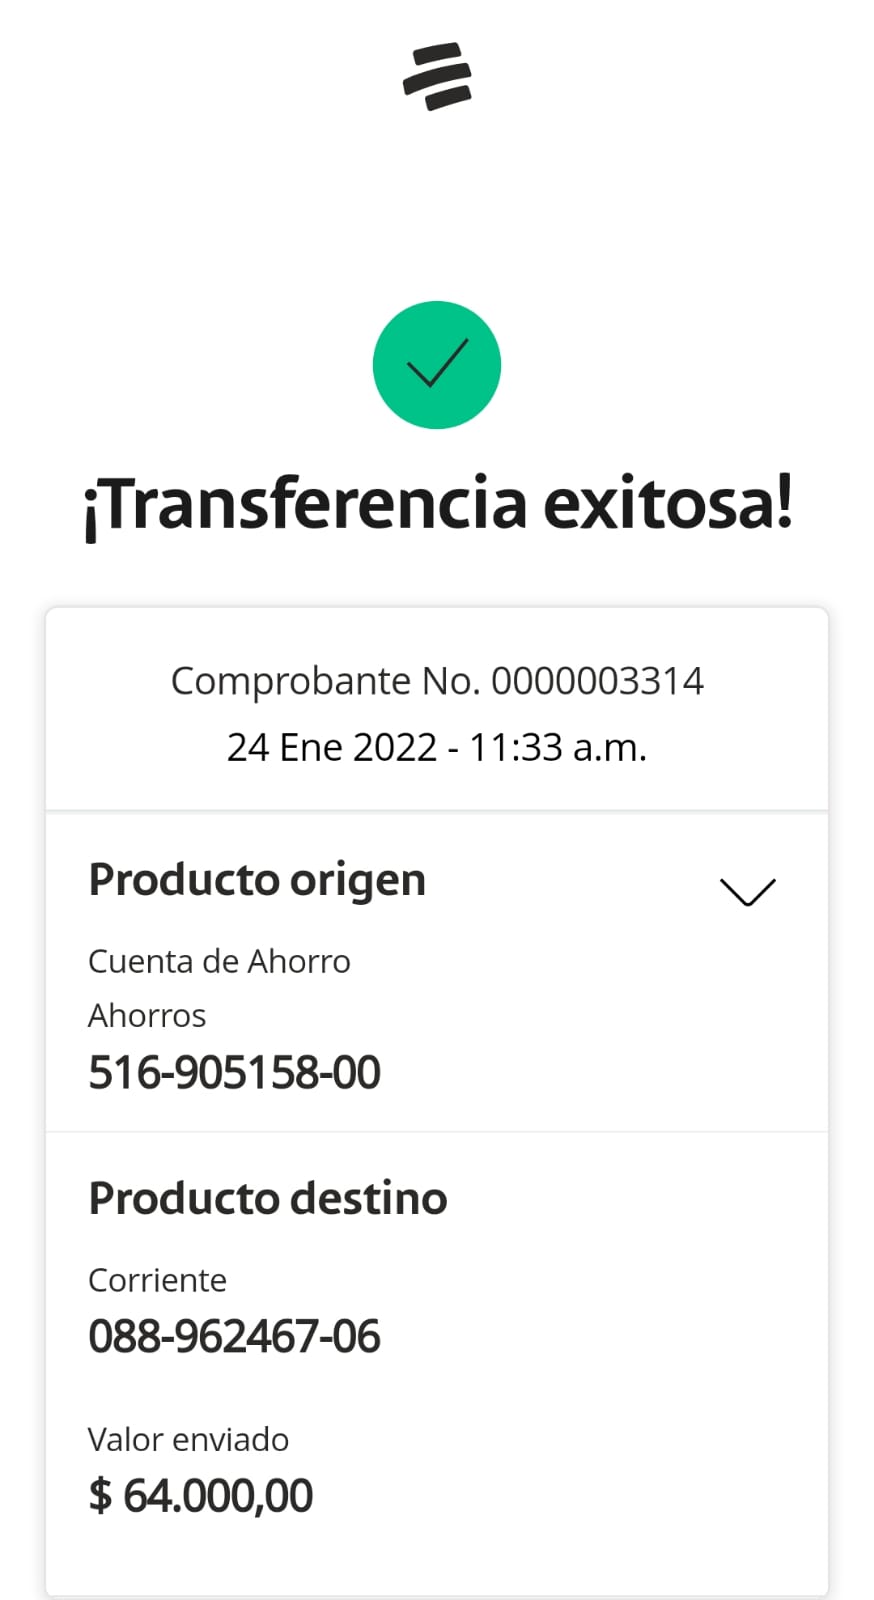 ¡Transferencia exitosa!
Comprobante No. 0000003314
24 Ene 2022 - 11:33 a.m.
Producto origen
Cuenta de Ahorro
Ahorros
516-905158-00
Producto destino
Corriente
088-962467-06
Valor enviado
$ 64.000,00